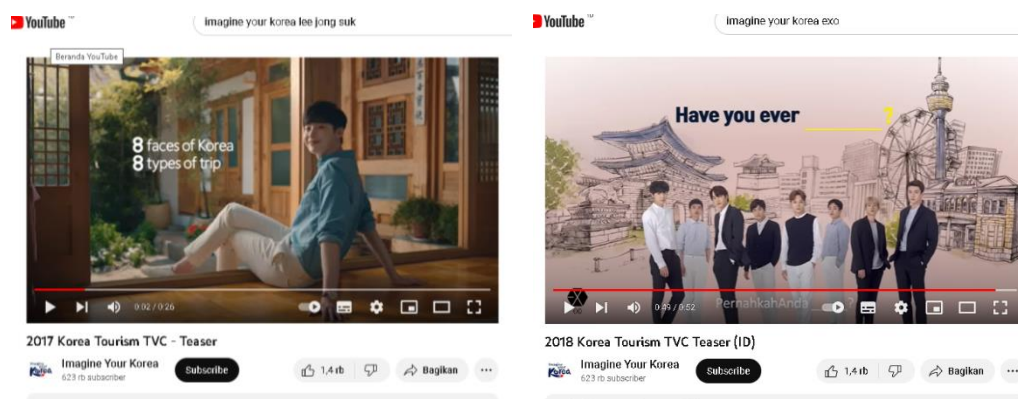 YouTube
imagine your korea lee jong suk
Beranda YouTube
8 faces of Korea
8 types of trip
0:02 / 0:26
2017 Korea Tourism TVC - Teaser
Imagine Your Korea
623 rb subscriber
Subscribe
1,4 rb
Bagikan
YouTube
imagine your korea exo
Have you ever ______?
0:49 / 0:52
PernahkahAnda ?
2018 Korea Tourism TVC Teaser (ID)
Imagine Your Korea
623 rb subscriber
Subscribe
1,4 rb
Bagikan